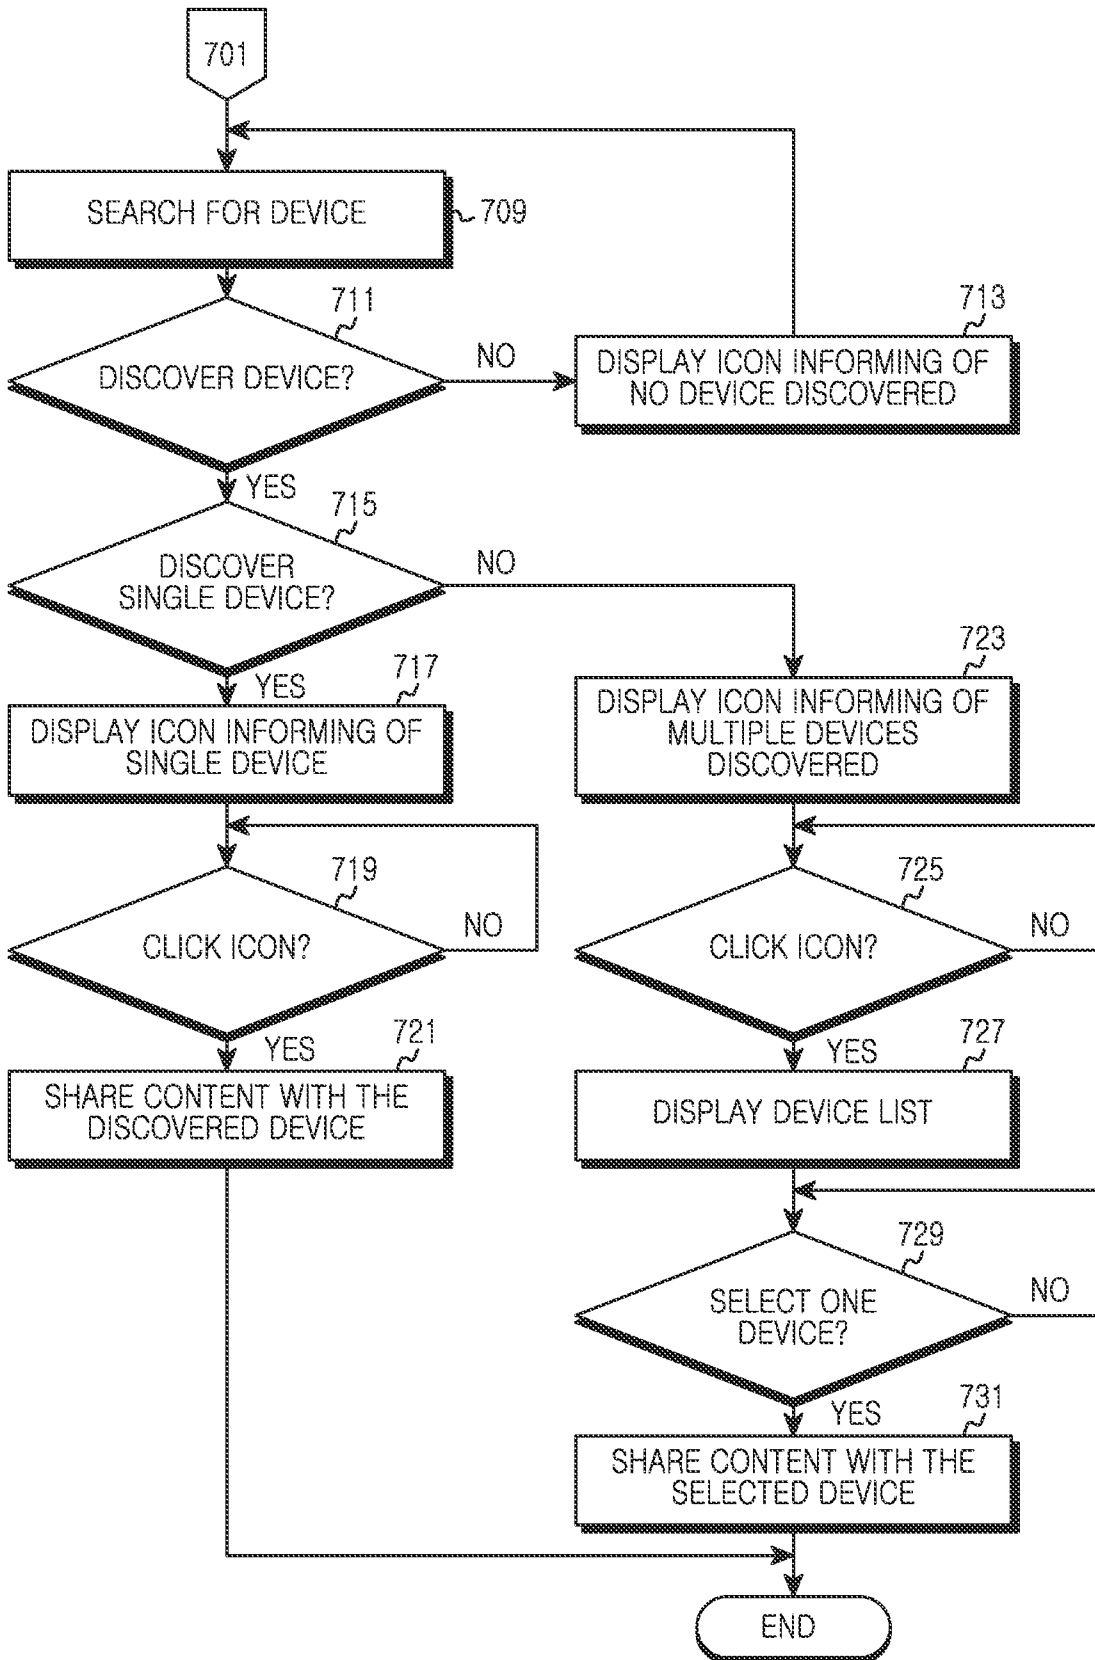 701
SEARCH FOR DEVICE
709
711
DISCOVER DEVICE?
NO
713
DISPLAY ICON INFORMING OF
NO DEVICE DISCOVERED
YES
715
DISCOVER
SINGLE DEVICE?
NO
YES
717
DISPLAY ICON INFORMING OF
SINGLE DEVICE
723
DISPLAY ICON INFORMING OF
MULTIPLE DEVICES
DISCOVERED
719
CLICK ICON?
NO
725
CLICK ICON?
NO
YES
721
SHARE CONTENT WITH THE
DISCOVERED DEVICE
YES
727
DISPLAY DEVICE LIST
729
SELECT ONE
DEVICE?
NO
YES
731
SHARE CONTENT WITH THE
SELECTED DEVICE
END